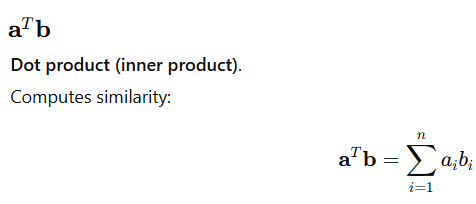 𝐚ᵀ𝐛
Dot product (inner product).
Computes similarity:
𝐚ᵀ𝐛 = ∑ᵢ₌₁ⁿ aᵢbᵢ